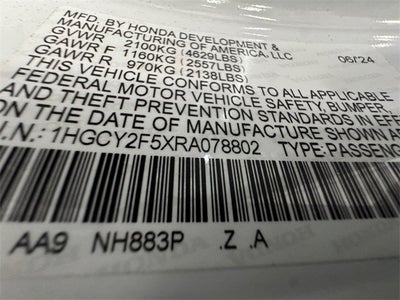 MFD. BY HONDA DEVELOPMENT &
MANUFACTURING OF AMERICA, LLC
GVWR 2100KG (4629LBS) 06/24
GAWR F 1160KG (2557LBS)
GAWR R 970KG (2138LBS)
THIS VEHICLE CONFORMS TO ALL APPLICABLE
FEDERAL MOTOR VEHICLE SAFETY, BUMPER,
AND THEFT PREVENTION STANDARDS IN EFFE
ON THE DATE OF MANUFACTURE SHOWN A
I.N.: 1HGCY2F5XRA078802 TYPE:PASSEN
AA9 NH883P .Z .A